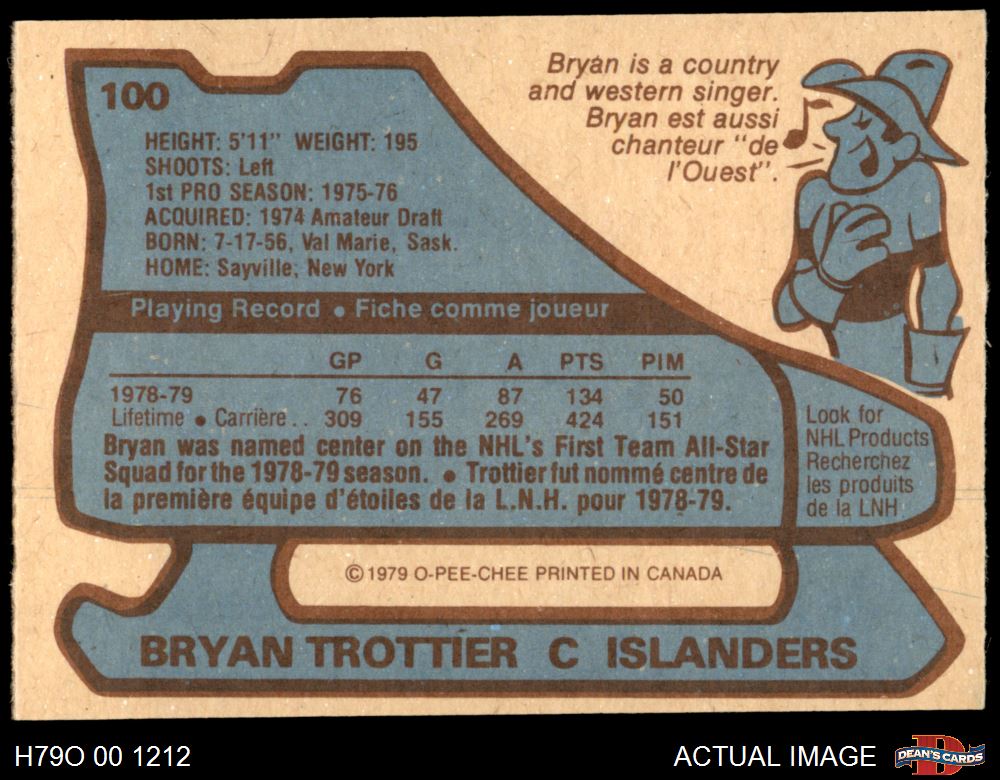 100
HEIGHT: 5'11" WEIGHT: 195
SHOOTS: Left
1st PRO SEASON: 1975-76
ACQUIRED: 1974 Amateur Draft
BORN: 7-17-56, Val Marie, Sask.
HOME: Sayville, New York
Bryan is a country
and western singer.
Bryan est aussi
chanteur "de
l'Ouest".
Playing Record • Fiche comme joueur
GP G A PTS PIM
1978-79 76 47 87 134 50
Lifetime • Carrière . . 309 155 269 424 151
Bryan was named center on the NHL's First Team All-Star
Squad for the 1978-79 season. • Trottier fut nommé centre de
la première équipe d'étoiles de la L.N.H. pour 1978-79.
Look for
NHL Products
Recherchez
les produits
de la LNH
© 1979 O-PEE-CHEE PRINTED IN CANADA
BRYAN TROTTIER C ISLANDERS
H79O 00 1212
ACTUAL IMAGE
DEAN'S CARDS